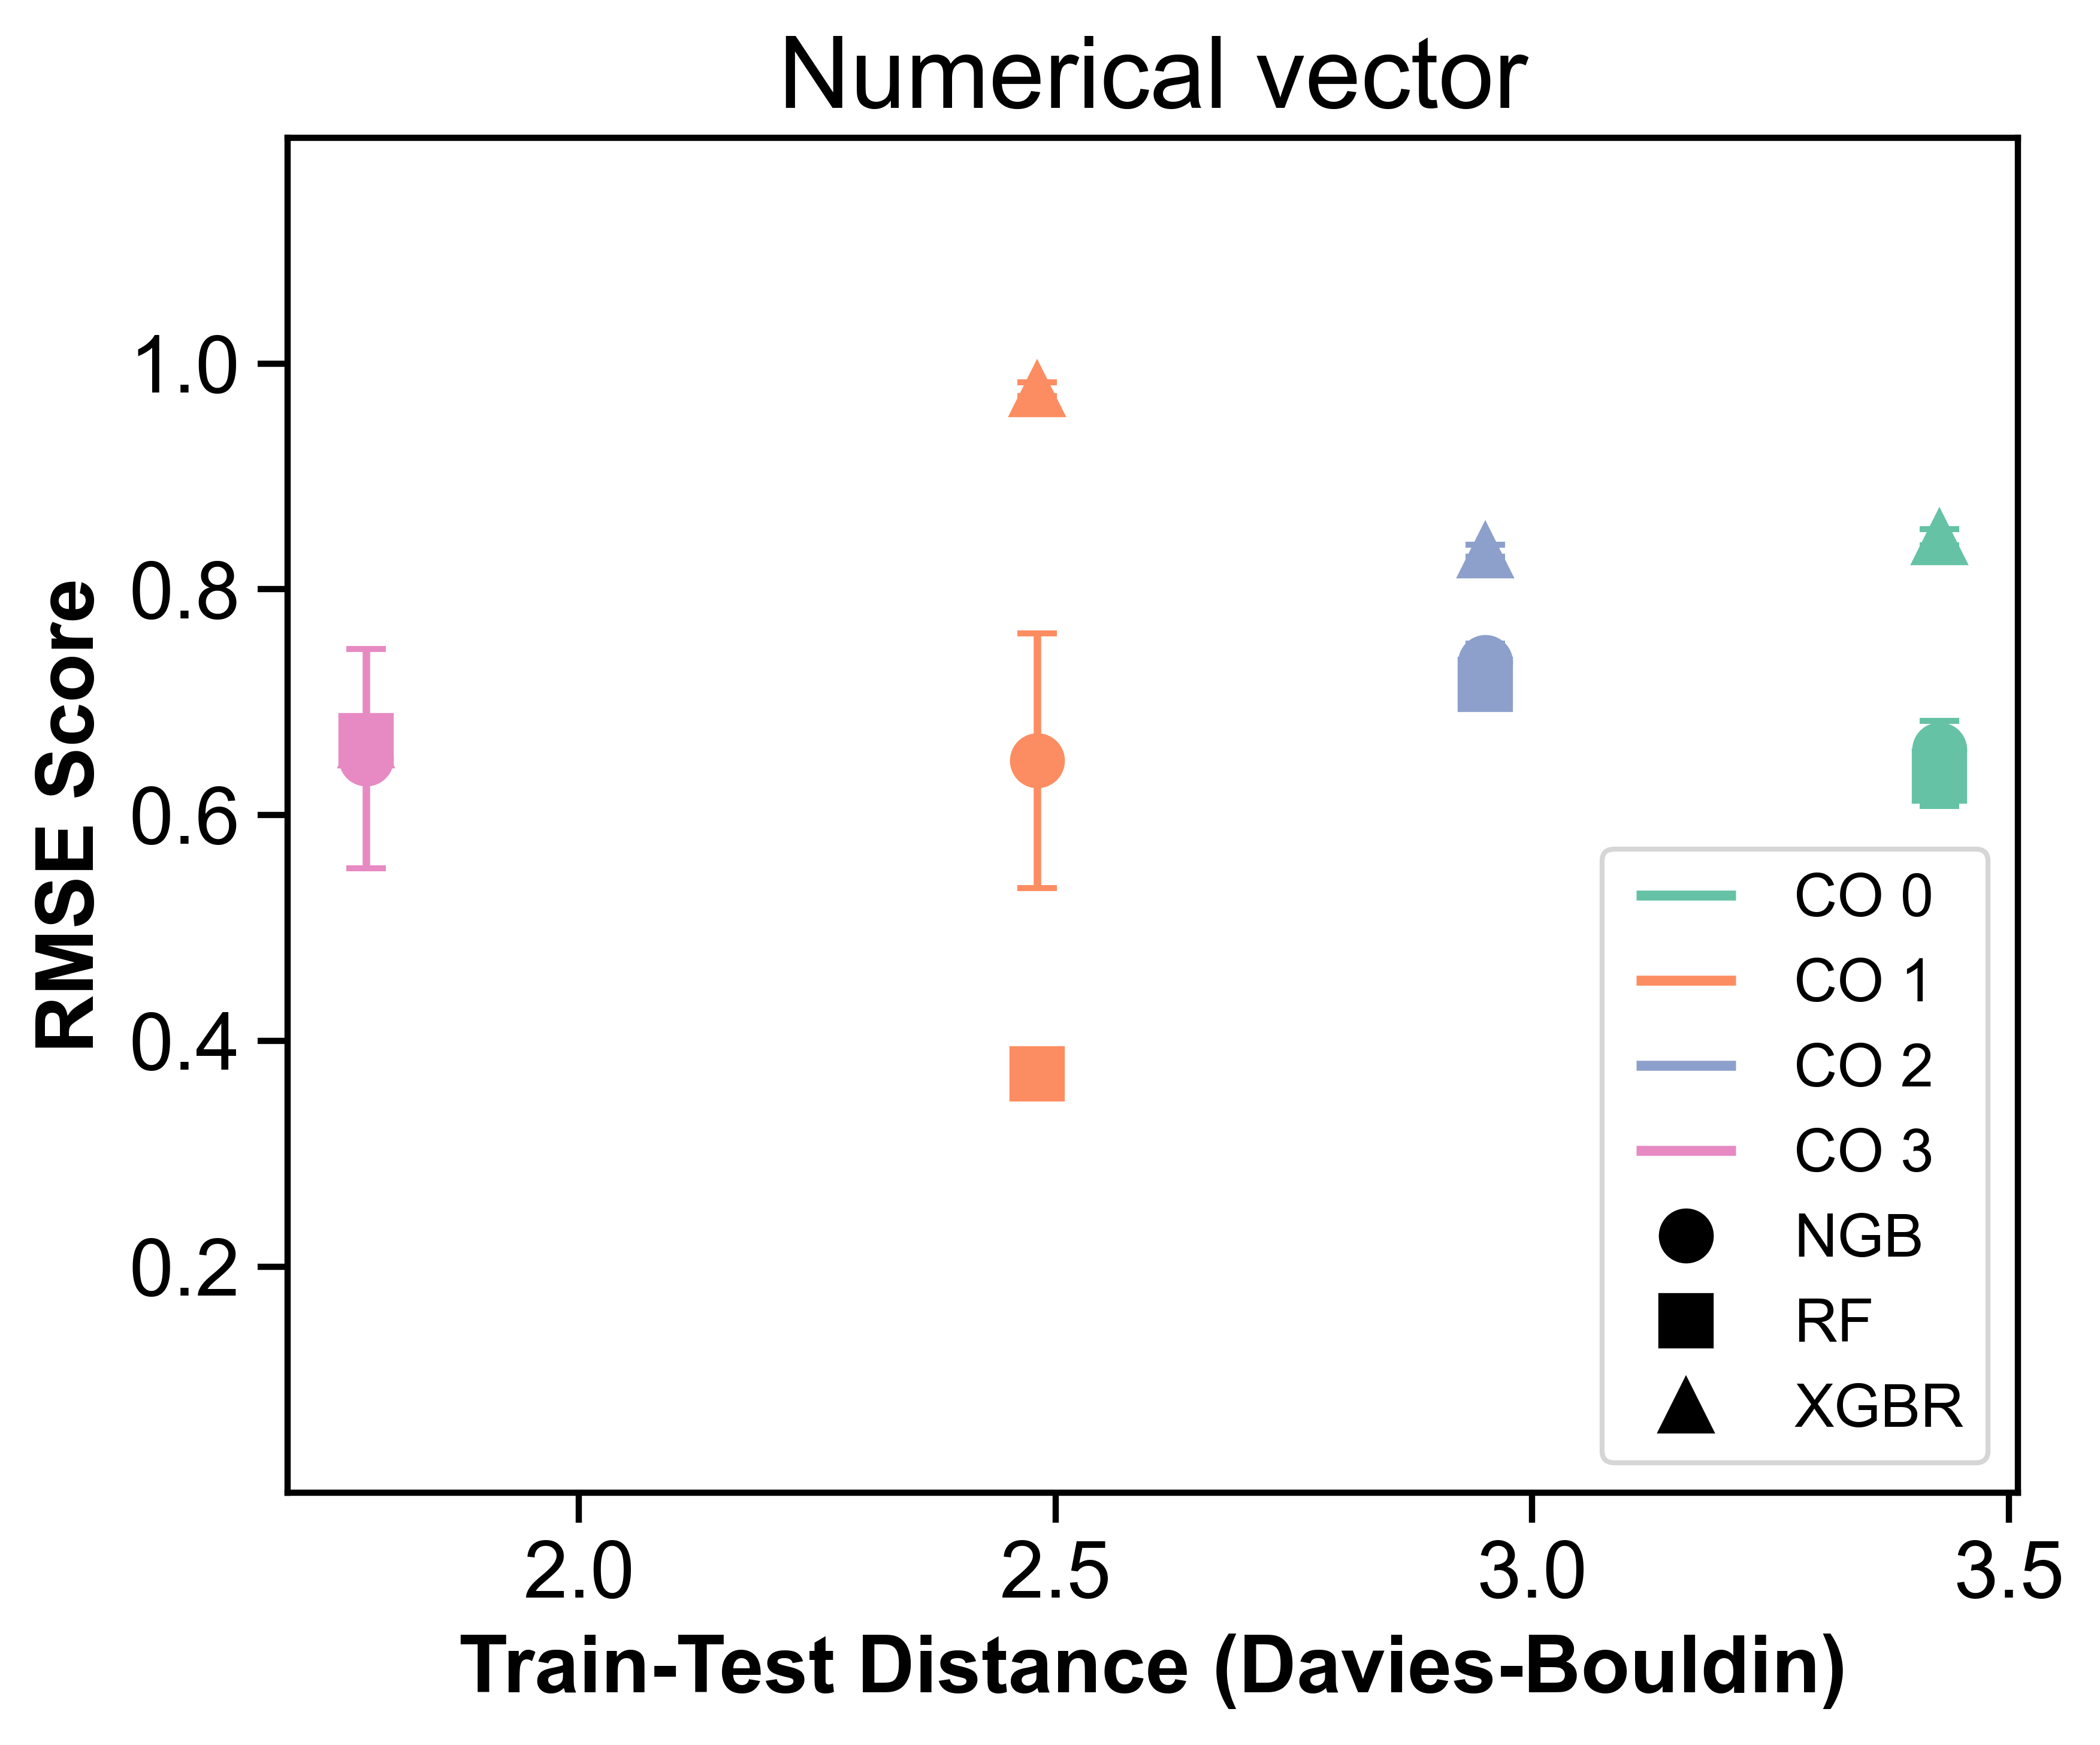 Numerical vector
RMSE Score
1.0
0.8
0.6
0.4
0.2
CO 0
CO 1
CO 2
CO 3
NGB
RF
XGBR
2.0 2.5 3.0 3.5
Train-Test Distance (Davies-Bouldin)